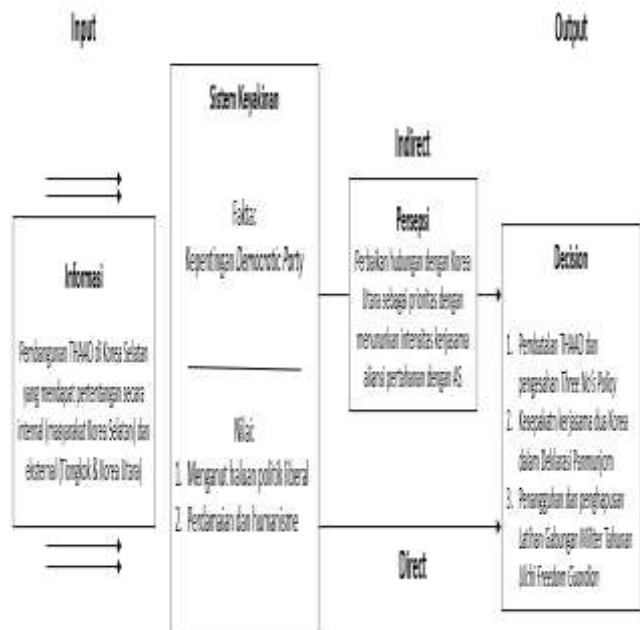 Input
Output
Sistem Keyakinan
Indirect
Informasi
Pembangunan THAAD di Korea Selatan
yang mendapat pertentangan secara
internal (masyarakat Korea Selatan) dan
eksternal (Tiongkok & Korea Utara)
Fakta:
Kepentingan Democratic Party
Nilai:
1. Menganut haluan politik liberal
2. Perdamaian dan humanisme
Persepsi
Perbaikan hubungan dengan Korea
Utara sebagai prioritas dengan
menurunkan intensitas kerjasama
aliansi pertahanan dengan AS
Direct
Decision
1. Pembatalan THAAD dan
pengesahan Three No's Policy
2. Kesepakatn kerjasama dua Korea
dalam Deklarasi Panmunjom
3. Penangguhan dan penghapusan
Latihan Gabungan Militer Tahunan
Ulchi Freedom Guardian